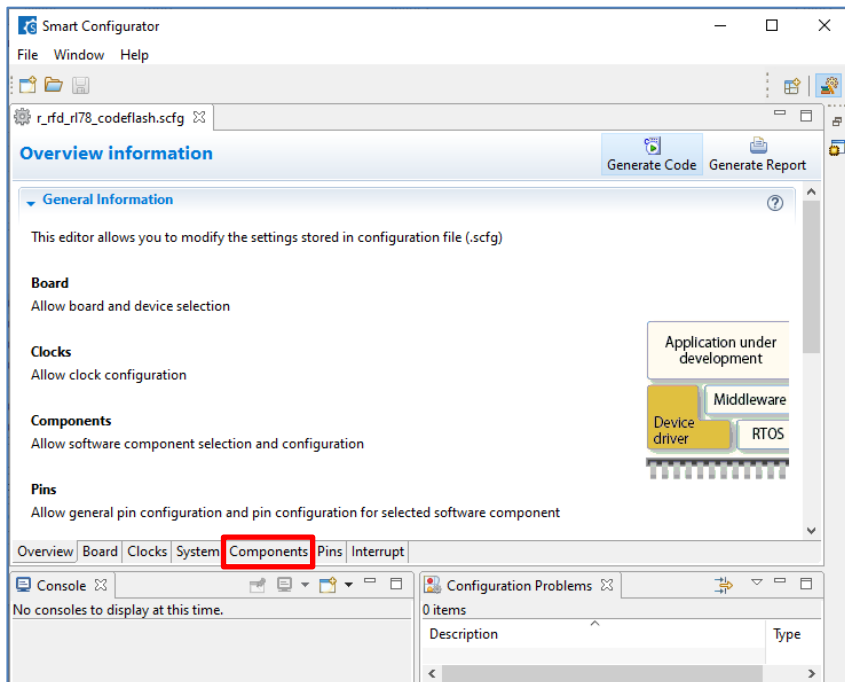 Smart Configurator
File Window Help
r_rfd_rl78_codeflash.scfg
Overview information
Generate Code Generate Report
General Information
This editor allows you to modify the settings stored in configuration file (.scfg)
Board
Allow board and device selection
Clocks
Allow clock configuration
Components
Allow software component selection and configuration
Pins
Allow general pin configuration and pin configuration for selected software component
Application under
development
Middleware
Device
driver
RTOS
Overview Board Clocks System Components Pins Interrupt
Console
No consoles to display at this time.
Configuration Problems
0 items
Description Type